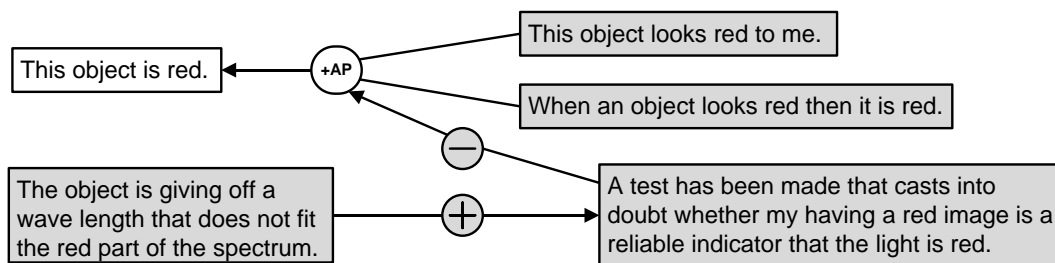 This object looks red to me.
This object is red.
+AP
When an object looks red then it is red.
The object is giving off a
wave length that does not fit
the red part of the spectrum.
A test has been made that casts into
doubt whether my having a red image is a
reliable indicator that the light is red.